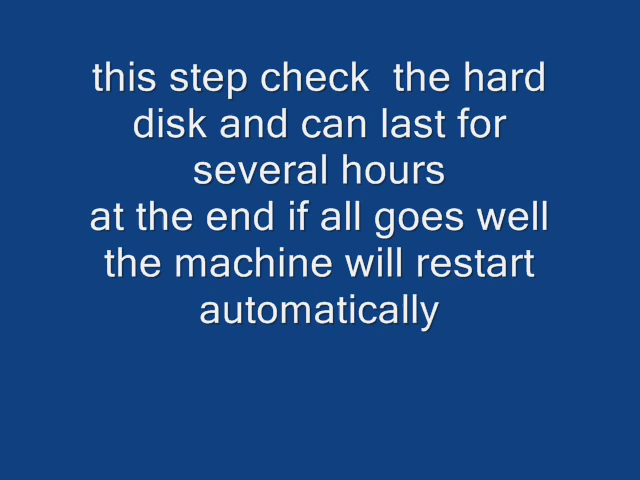 this step check  the hard
disk and can last for
several hours
at the end if all goes well
the machine will restart
automatically